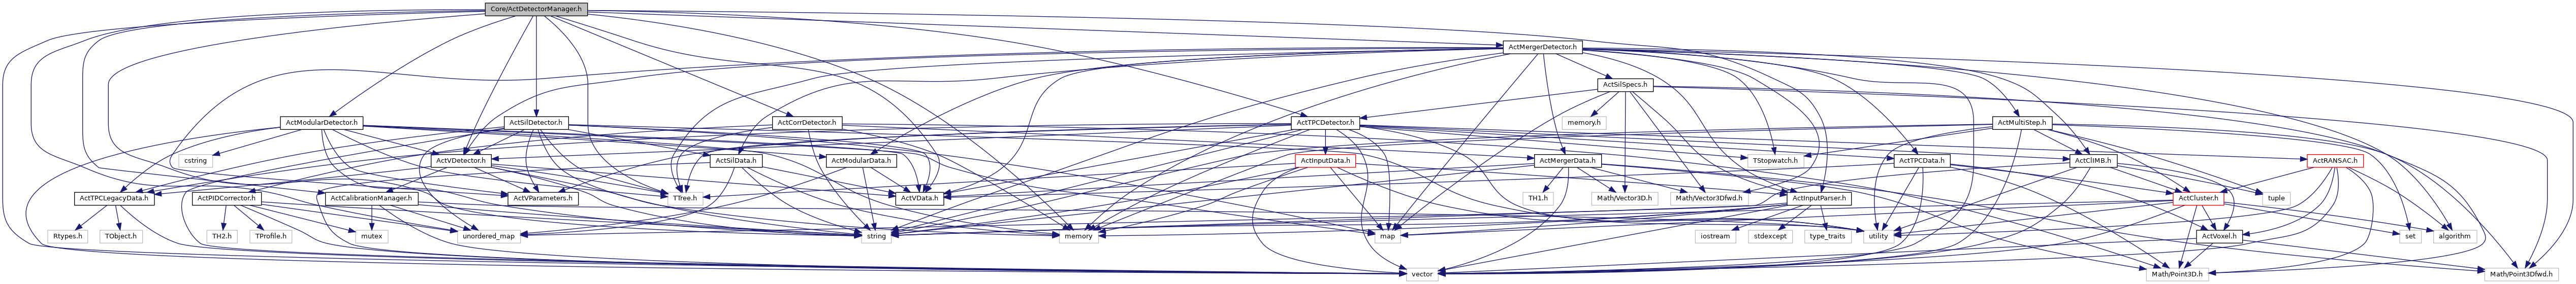 Core/ActDetectorManager.h
ActMergerDetector.h
ActSilSpecs.h
ActModularDetector.h
ActSilDetector.h
ActCorrDetector.h
ActTPCDetector.h
memory.h
ActMultiStep.h
cstring
ActVDetector.h
ActSilData.h
ActModularData.h
ActInputData.h
ActMergerData.h
TStopwatch.h
ActTPCData.h
ActCliMB.h
ActRANSAC.h
ActTPCLegacyData.h
ActPIDCorrector.h
ActCalibrationManager.h
ActVParameters.h
TTree.h
ActVData.h
TH1.h
Math/Vector3D.h
Math/Vector3Dfwd.h
ActInputParser.h
ActCluster.h
tuple
Rtypes.h
TObject.h
TH2.h
TProfile.h
mutex
unordered_map
string
memory
map
iostream
stdexcept
type_traits
utility
ActVoxel.h
set
algorithm
vector
Math/Point3D.h
Math/Point3Dfwd.h